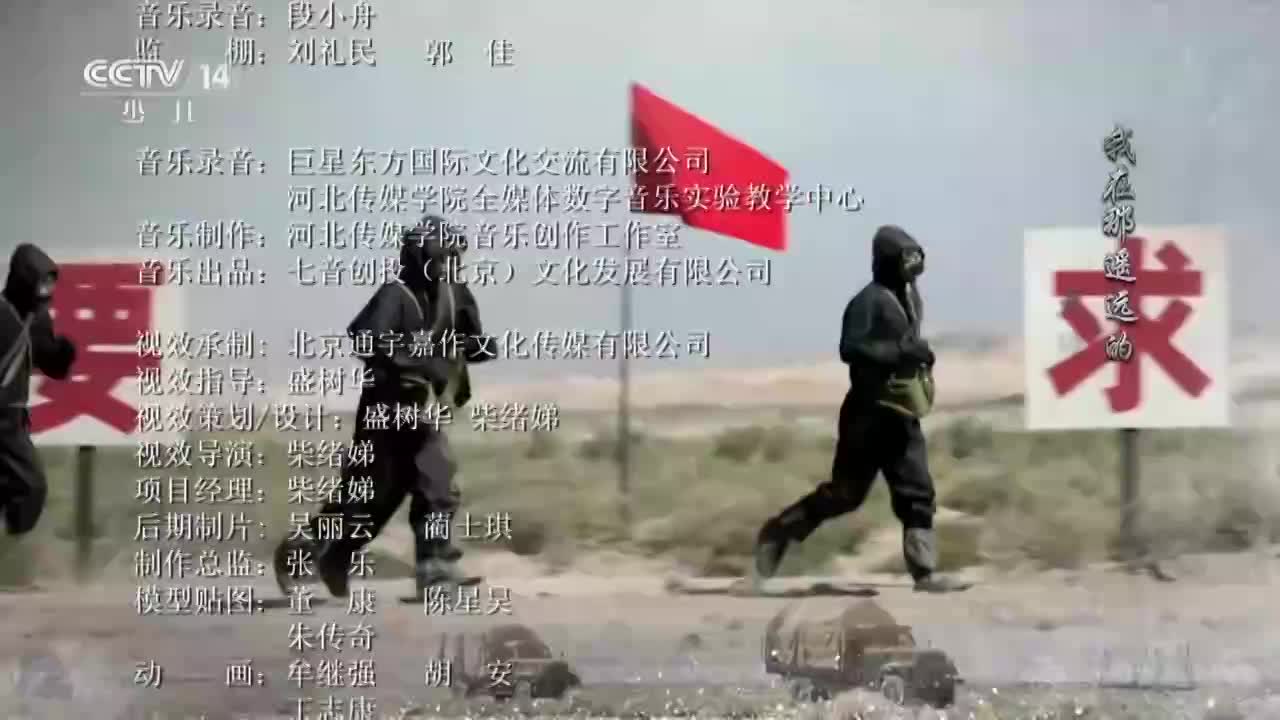 音乐录音：段小舟
监　　棚：刘礼民　郭　佳
CCTV 14
少儿
音乐录音：巨星东方国际文化交流有限公司
河北传媒学院全媒体数字音乐实验教学中心
音乐制作：河北传媒学院音乐创作工作室
音乐出品：七音创投（北京）文化发展有限公司
视效承制：北京通宇嘉作文化传媒有限公司
视效指导：盛树华
视效策划/设计：盛树华 柴绪娣
视效导演：柴绪娣
项目经理：柴绪娣
后期制片：吴丽云　蔺士琪
制作总监：张　乐
模型贴图：董　康　陈星吴
朱传奇
动　　画：牟继强　胡　安
王志康
我在那遥远的
要
求